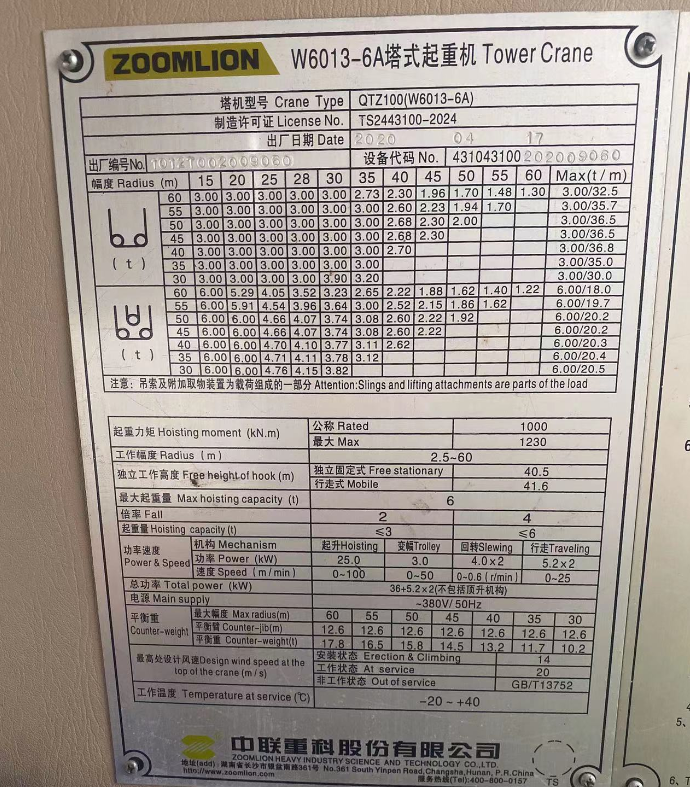 ZOOMLION W6013-6A塔式起重机 Tower Crane
塔机型号 Crane Type QTZ100(W6013-6A)
制造许可证 License No. TS2443100-2024
出厂日期 Date 2020 04 17
出厂编号No. 设备代码 No. 431043100202009060
幅度 Radius (m) 15 20 25 28 30 35 40 45 50 55 60 Max(t/m)
60 3.00 3.00 3.00 3.00 3.00 2.73 2.30 1.96 1.70 1.48 1.30 3.00/32.5
55 3.00 3.00 3.00 3.00 3.00 3.00 2.60 2.23 1.94 1.70 3.00/35.7
50 3.00 3.00 3.00 3.00 3.00 3.00 2.68 2.30 2.00 3.00/36.5
45 3.00 3.00 3.00 3.00 3.00 3.00 2.68 2.30 3.00/36.5
40 3.00 3.00 3.00 3.00 3.00 3.00 2.70 3.00/36.8
(t) 35 3.00 3.00 3.00 3.00 3.00 3.00 3.00/35.0
30 3.00 3.00 3.00 3.00 3.20 3.00/30.0
60 6.00 5.29 4.05 3.52 3.23 2.65 2.22 1.88 1.62 1.40 1.22 6.00/18.0
55 6.00 5.91 4.54 3.96 3.64 3.00 2.52 2.15 1.86 1.62 6.00/19.7
50 6.00 6.00 4.66 4.07 3.74 3.08 2.60 2.22 1.92 6.00/20.2
45 6.00 6.00 4.66 4.07 3.74 3.08 2.60 2.22 6.00/20.2
40 6.00 6.00 4.70 4.10 3.77 3.11 2.62 6.00/20.3
(t) 35 6.00 6.00 4.71 4.11 3.78 3.12 6.00/20.4
30 6.00 6.00 4.76 4.15 3.82 6.00/20.5
注意：吊索及附加取物装置为载荷组成的一部分 Attention:Slings and lifting attachments are parts of the load
起重力矩 Hoisting moment (kN.m) 公称 Rated 1000
最大 Max 1230
工作幅度 Radius (m) 2.5~60
独立工作高度 Free height of hook (m) 独立固定式 Free stationary 40.5
行走式 Mobile 41.6
最大起重量 Max hoisting capacity (t) 6
倍率 Fall 2 4
起重量 Hoisting capacity(t) ≤3 ≤6
功率速度 Power & Speed 机构 Mechanism 起升Hoisting 变幅Trolley 回转Slewing 行走Traveling
功率 Power (kW) 25.0 3.0 4.0×2 5.2×2
速度 Speed (m/min) 0~100 0~50 0~0.6 (r/min) 0~25
总功率 Total power (kW) 36+5.2×2(不包括顶升机构)
电源 Main supply ~380V/ 50Hz
平衡重 Counter-weight 最大幅度 Max radius(m) 60 55 50 45 40 35 30
平衡臂 Counter-jib(m) 12.6 12.6 12.6 12.6 12.6 12.6 12.6
平衡重 Counter-weight(t) 17.8 16.5 15.8 14.5 13.2 11.7 10.2
最高处设计风速Design wind speed at the top of the crane (m/s) 安装状态 Erection & Climbing 14
工作状态 At service 20
非工作状态 Out of service GB/T13752
工作温度 Temperature at service (℃) -20 ~ +40
中联重科股份有限公司
ZOOMLION HEAVY INDUSTRY SCIENCE AND TECHNOLOGY CO.,LTD.
地址(add)：湖南省长沙市银盆南路361号 No.361 South Yinpen Road,Changsha,Hunan, P.R.China
http://www.zoomlion.com 服务热线(Tel):400-800-0157 TS